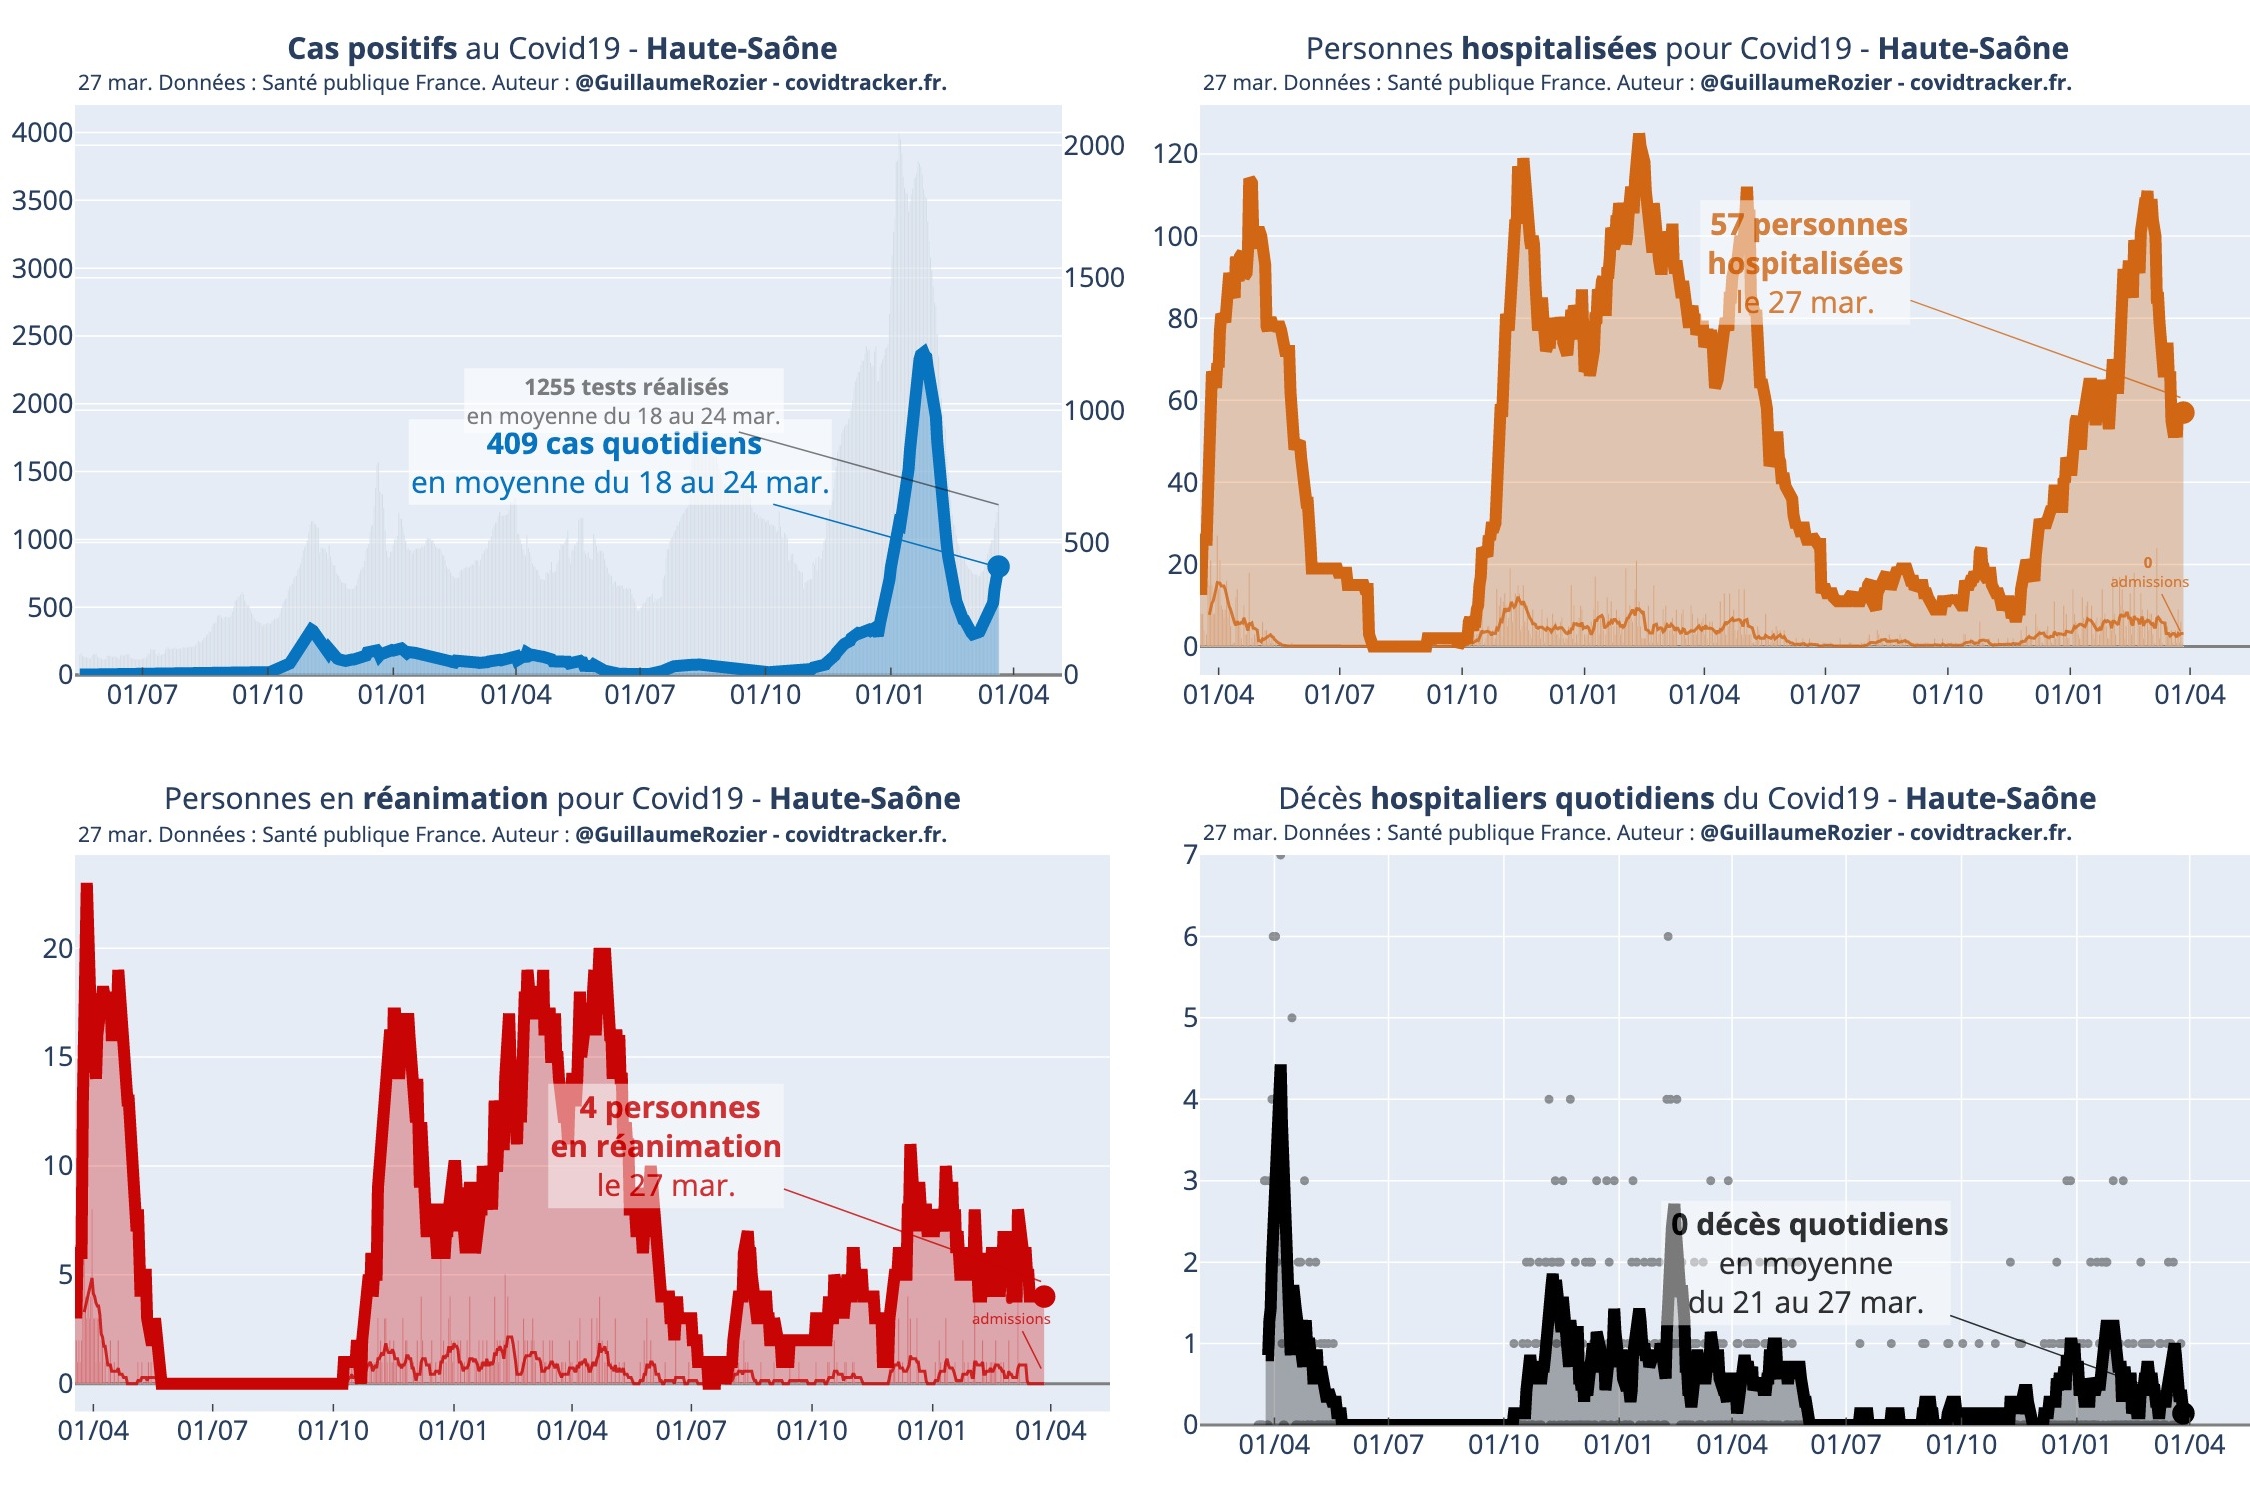 Cas positifs au Covid19 - Haute-Saône
27 mar. Données : Santé publique France. Auteur : @GuillaumeRozier - covidtracker.fr.
4000
3500
3000
2500
2000
1500
1000
500
0
2000
1500
1000
500
0
1255 tests réalisés
en moyenne du 18 au 24 mar.
409 cas quotidiens
en moyenne du 18 au 24 mar.
01/07 01/10 01/01 01/04 01/07 01/10 01/01 01/04
Personnes hospitalisées pour Covid19 - Haute-Saône
27 mar. Données : Santé publique France. Auteur : @GuillaumeRozier - covidtracker.fr.
120
100
80
60
40
20
0
57 personnes
hospitalisées
le 27 mar.
0
admissions
01/04 01/07 01/10 01/01 01/04 01/07 01/10 01/01 01/04
Personnes en réanimation pour Covid19 - Haute-Saône
27 mar. Données : Santé publique France. Auteur : @GuillaumeRozier - covidtracker.fr.
20
15
10
5
0
4 personnes
en réanimation
le 27 mar.
admissions
01/04 01/07 01/10 01/01 01/04 01/07 01/10 01/01 01/04
Décès hospitaliers quotidiens du Covid19 - Haute-Saône
27 mar. Données : Santé publique France. Auteur : @GuillaumeRozier - covidtracker.fr.
7
6
5
4
3
2
1
0
0 décès quotidiens
en moyenne
du 21 au 27 mar.
01/04 01/07 01/10 01/01 01/04 01/07 01/10 01/01 01/04